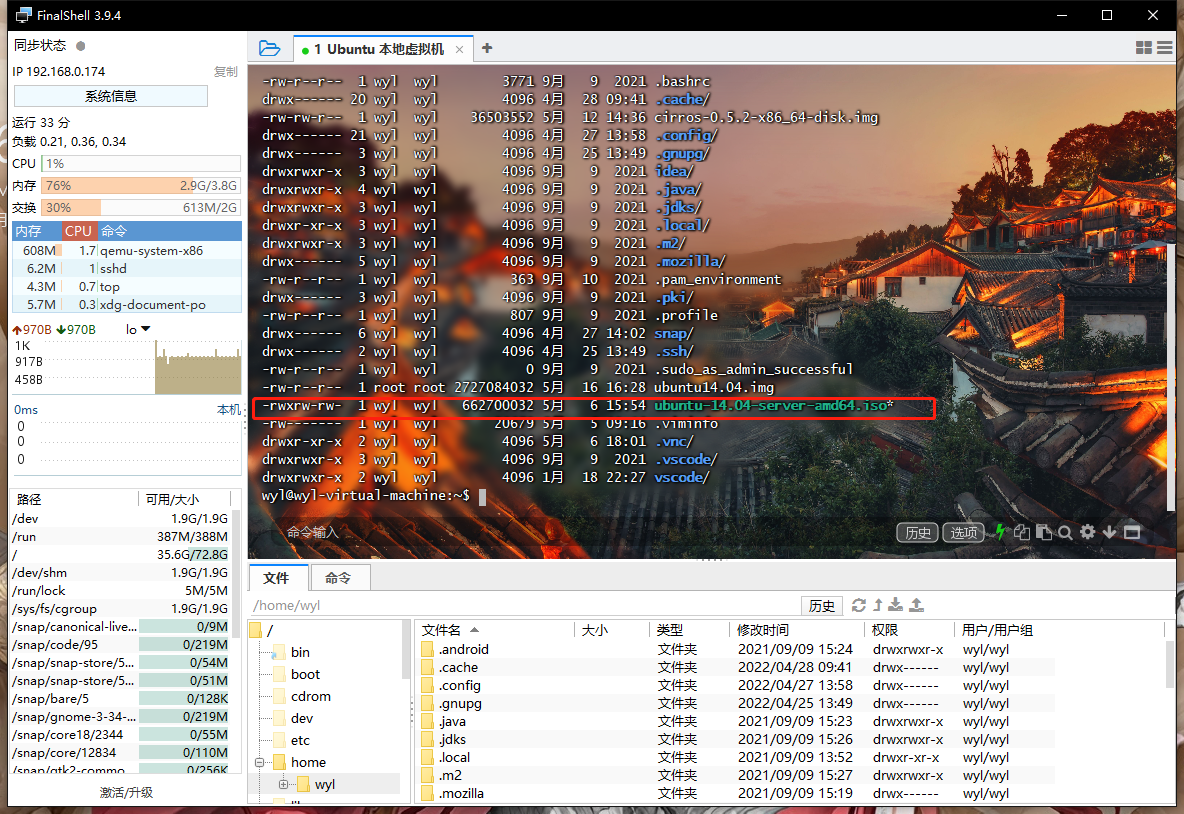 FinalShell 3.9.4
同步状态
IP 192.168.0.174 复制
系统信息
运行 33 分
负载 0.21, 0.36, 0.34
CPU 1%
内存 76% 2.9G/3.8G
交换 30% 613M/2G
内存 CPU 命令
608M 1.7 qemu-system-x86
6.2M 1 sshd
4.3M 0.7 top
5.7M 0.3 xdg-document-po
970B 970B lo
1K
917B
458B
0ms 本机
0
0
0
路径 可用/大小
/dev 1.9G/1.9G
/run 387M/388M
/ 35.6G/72.8G
/dev/shm 1.9G/1.9G
/run/lock 5M/5M
/sys/fs/cgroup 1.9G/1.9G
/snap/canonical-live... 0/9M
/snap/code/95 0/219M
/snap/snap-store/5... 0/54M
/snap/snap-store/5... 0/51M
/snap/bare/5 0/128K
/snap/gnome-3-34-... 0/219M
/snap/core18/2344 0/55M
/snap/core/12834 0/110M
/snap/gtk2-commo 0/256K
激活/升级
1 Ubuntu 本地虚拟机
-rw-r--r-- 1 wyl wyl 3771 9月 9 2021 .bashrc
drwx------ 20 wyl wyl 4096 4月 28 09:41 .cache/
-rw-rw-r-- 1 wyl wyl 36503552 5月 12 14:36 cirros-0.5.2-x86_64-disk.img
drwx------ 21 wyl wyl 4096 4月 27 13:58 .config/
drwx------ 3 wyl wyl 4096 4月 25 13:49 .gnupg/
drwxrwxr-x 3 wyl wyl 4096 9月 9 2021 idea/
drwxrwxr-x 4 wyl wyl 4096 9月 9 2021 .java/
drwxrwxr-x 3 wyl wyl 4096 9月 9 2021 .jdks/
drwxr-xr-x 3 wyl wyl 4096 9月 9 2021 .local/
drwxrwxr-x 3 wyl wyl 4096 9月 9 2021 .m2/
drwx------ 5 wyl wyl 4096 9月 9 2021 .mozilla/
-rw-r--r-- 1 wyl wyl 363 9月 10 2021 .pam_environment
drwx------ 3 wyl wyl 4096 9月 9 2021 .pki/
-rw-r--r-- 1 wyl wyl 807 9月 9 2021 .profile
drwx------ 6 wyl wyl 4096 4月 27 14:02 snap/
drwx------ 2 wyl wyl 4096 4月 25 13:49 .ssh/
-rw-r--r-- 1 wyl wyl 0 9月 9 2021 .sudo_as_admin_successful
-rw-r--r-- 1 root root 2727084032 5月 16 16:28 ubuntu14.04.img
-rwxrw-rw- 1 wyl wyl 662700032 5月 6 15:54 ubuntu-14.04-server-amd64.iso*
-rw------- 1 wyl wyl 20679 5月 5 09:16 .viminfo
drwxr-xr-x 2 wyl wyl 4096 5月 6 18:01 .vnc/
drwxrwxr-x 3 wyl wyl 4096 9月 9 2021 .vscode/
drwxrwxr-x 2 wyl wyl 4096 1月 18 22:27 vscode/
wyl@wyl-virtual-machine:~$
命令输入 历史 选项
文件 命令
/home/wyl 历史
/
bin
boot
cdrom
dev
etc
home
wyl
文件名 大小 类型 修改时间 权限 用户/用户组
.android 文件夹 2021/09/09 15:24 drwxrwxr-x wyl/wyl
.cache 文件夹 2022/04/28 09:41 drwx------ wyl/wyl
.config 文件夹 2022/04/27 13:58 drwx------ wyl/wyl
.gnupg 文件夹 2022/04/25 13:49 drwx------ wyl/wyl
.java 文件夹 2021/09/09 15:23 drwxrwxr-x wyl/wyl
.jdks 文件夹 2021/09/09 15:26 drwxrwxr-x wyl/wyl
.local 文件夹 2021/09/09 13:52 drwxr-xr-x wyl/wyl
.m2 文件夹 2021/09/09 15:27 drwxrwxr-x wyl/wyl
.mozilla 文件夹 2021/09/09 15:19 drwx------ wyl/wyl